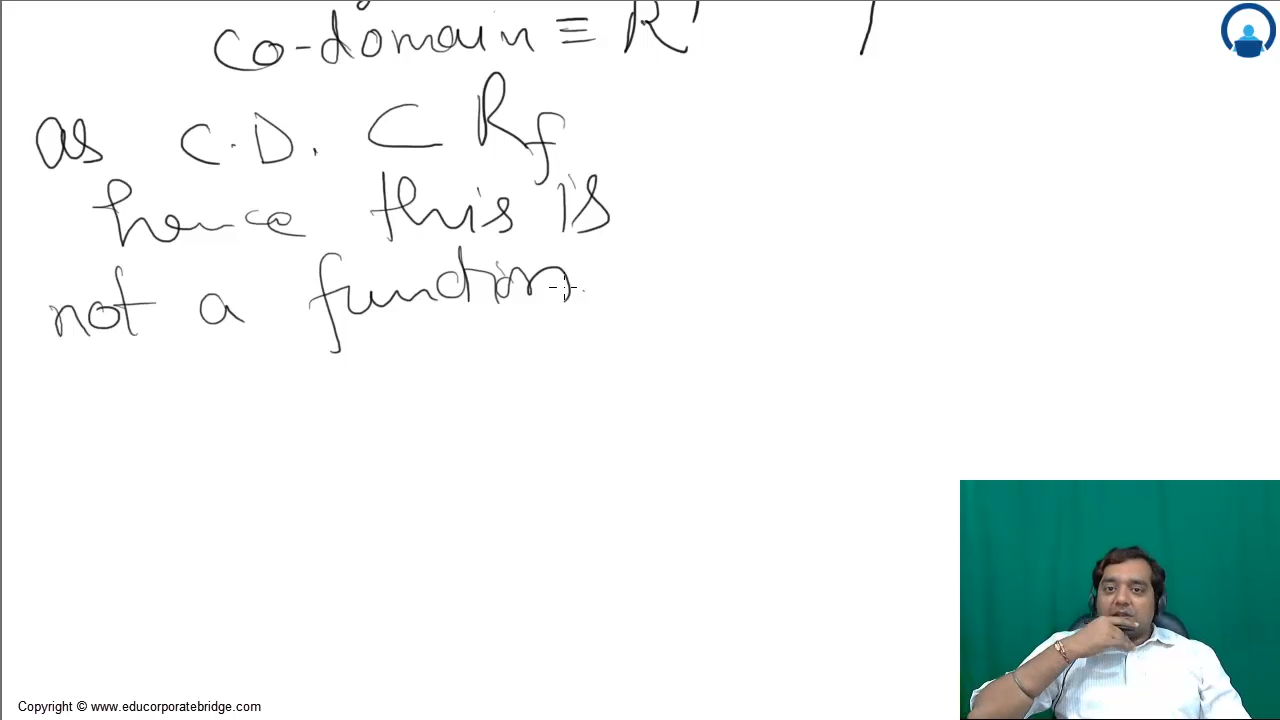 co-domain ≡ R'
as C.D. ⊂ Rf
hence this is
not a function.
Copyright © www.educorporatebridge.com